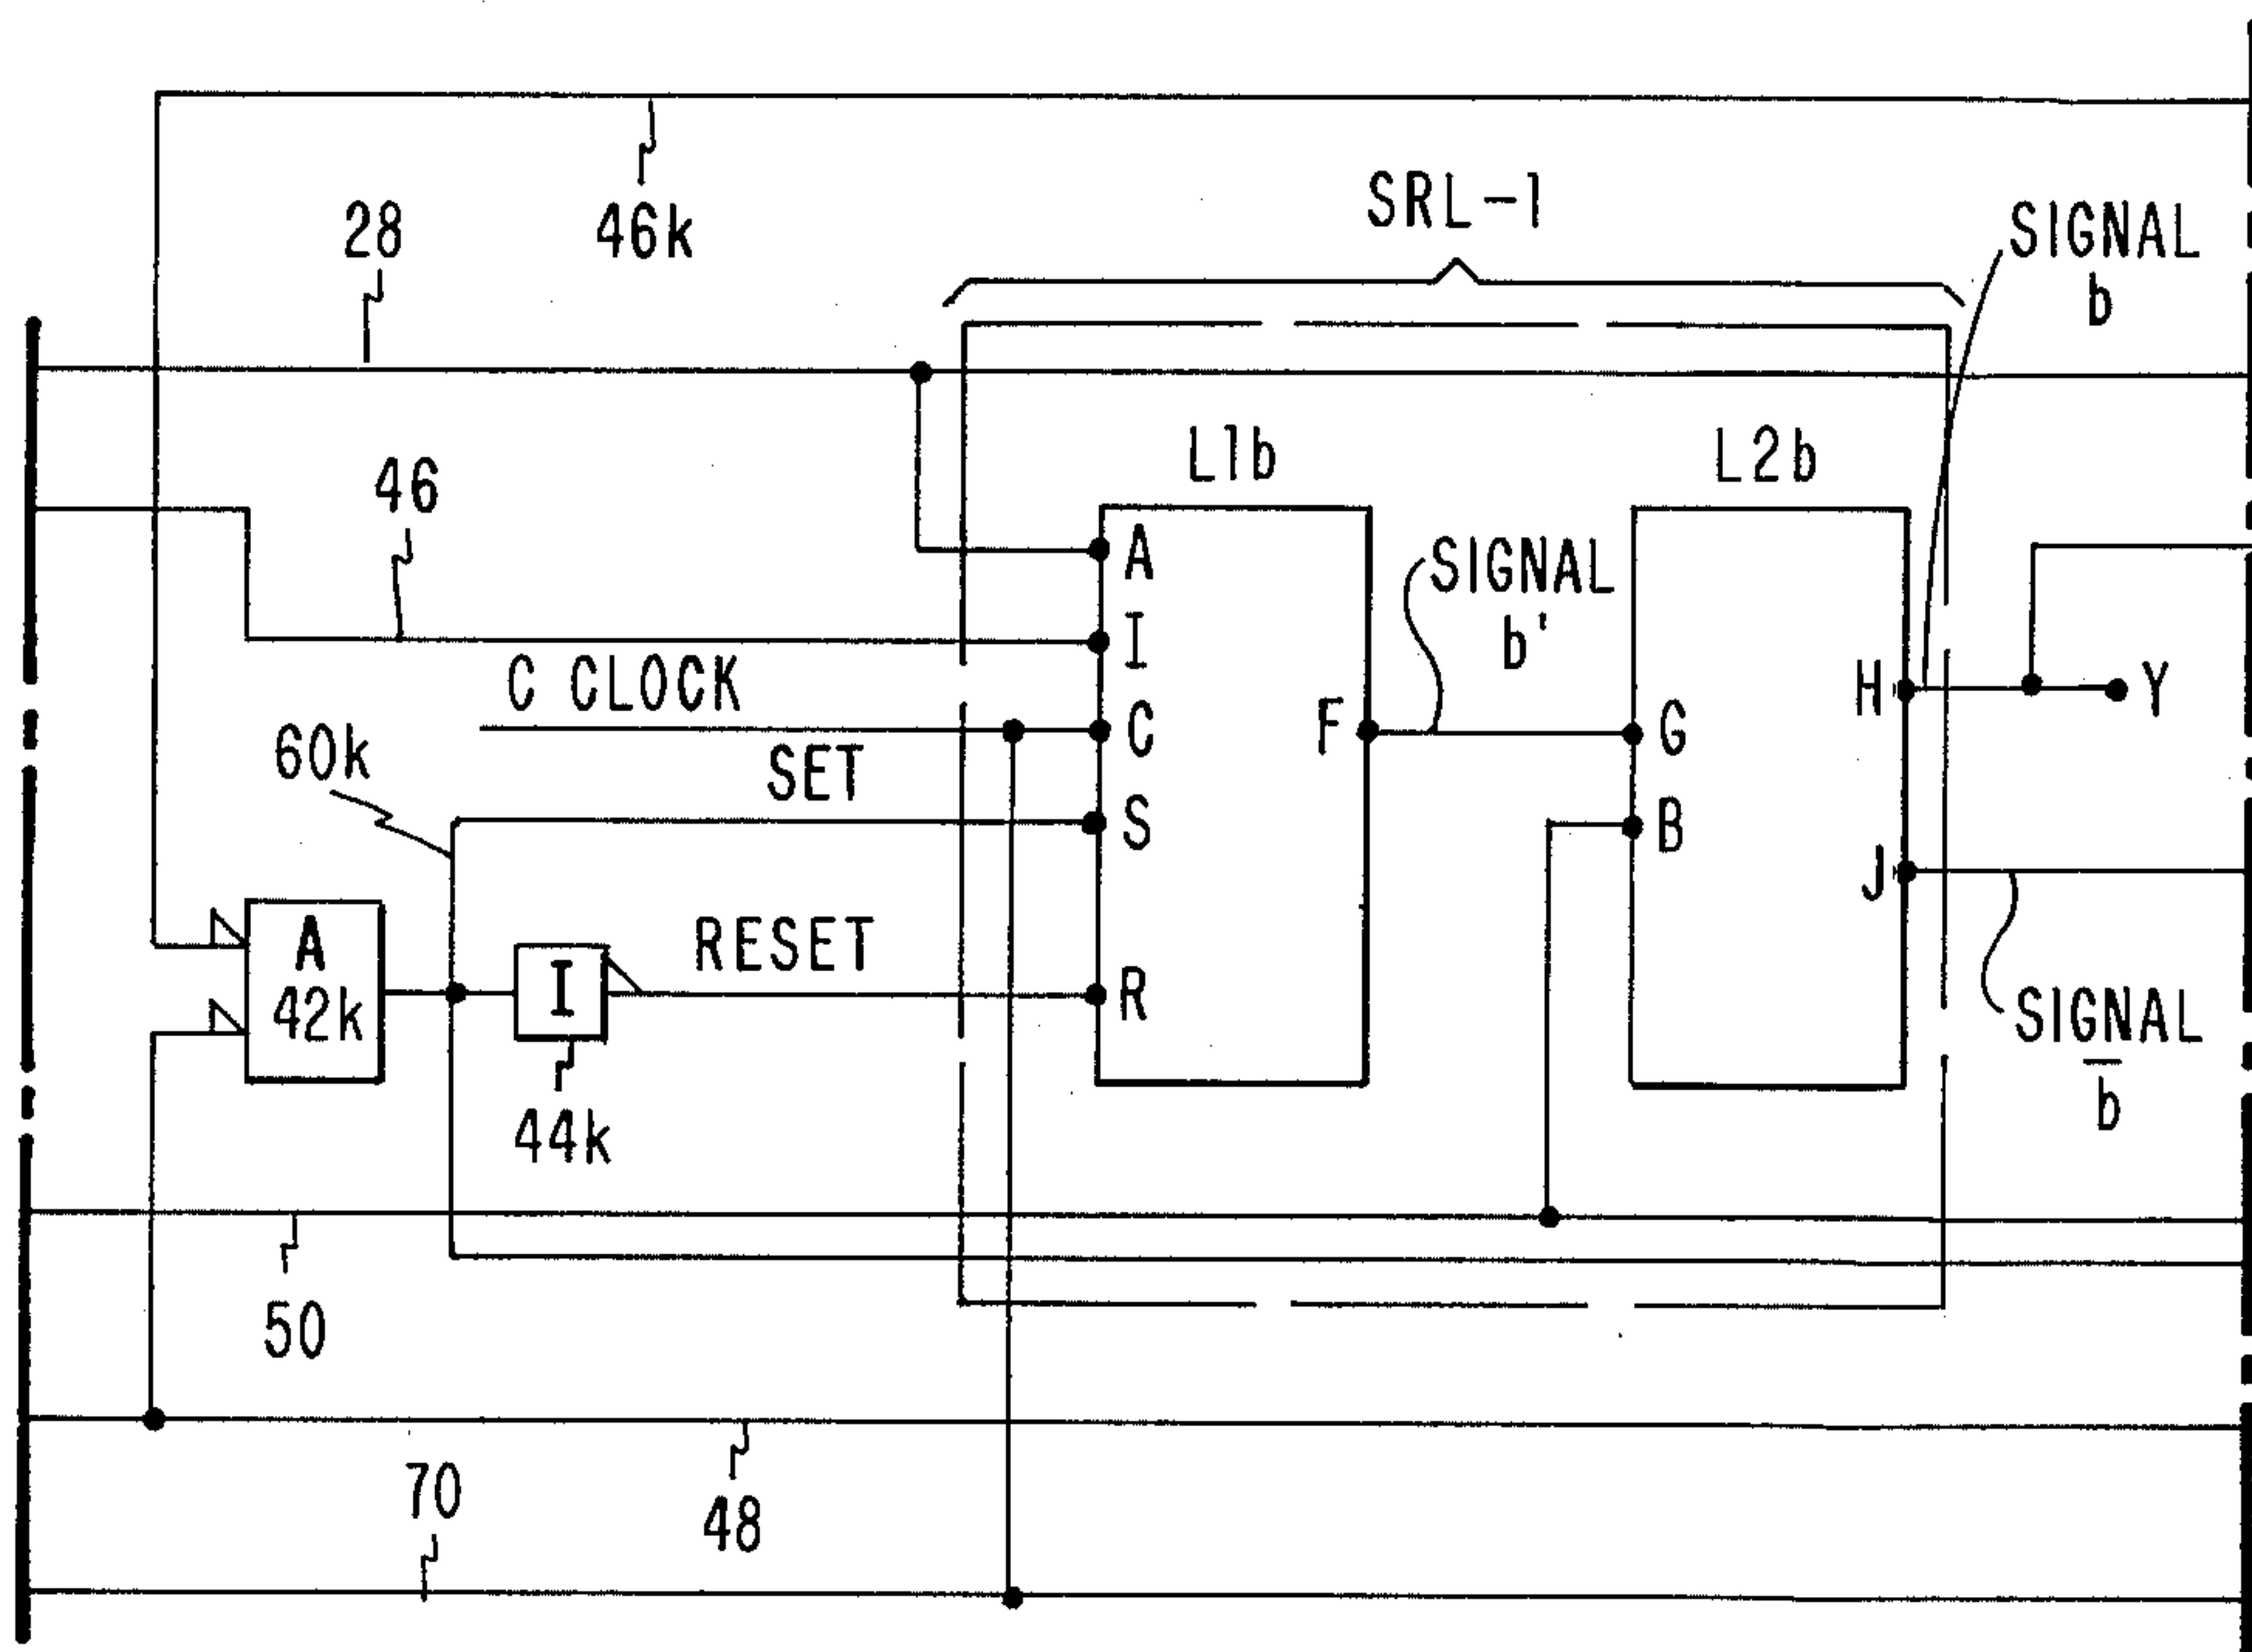 SRL-1
28
46k
SIGNAL
b
46
L1b
L2b
A
I
SIGNAL
b'
C CLOCK
C
F
G
H
Y
60k
SET
S
B
J
A
42k
I
RESET
R
SIGNAL
b̅
44k
50
70
48